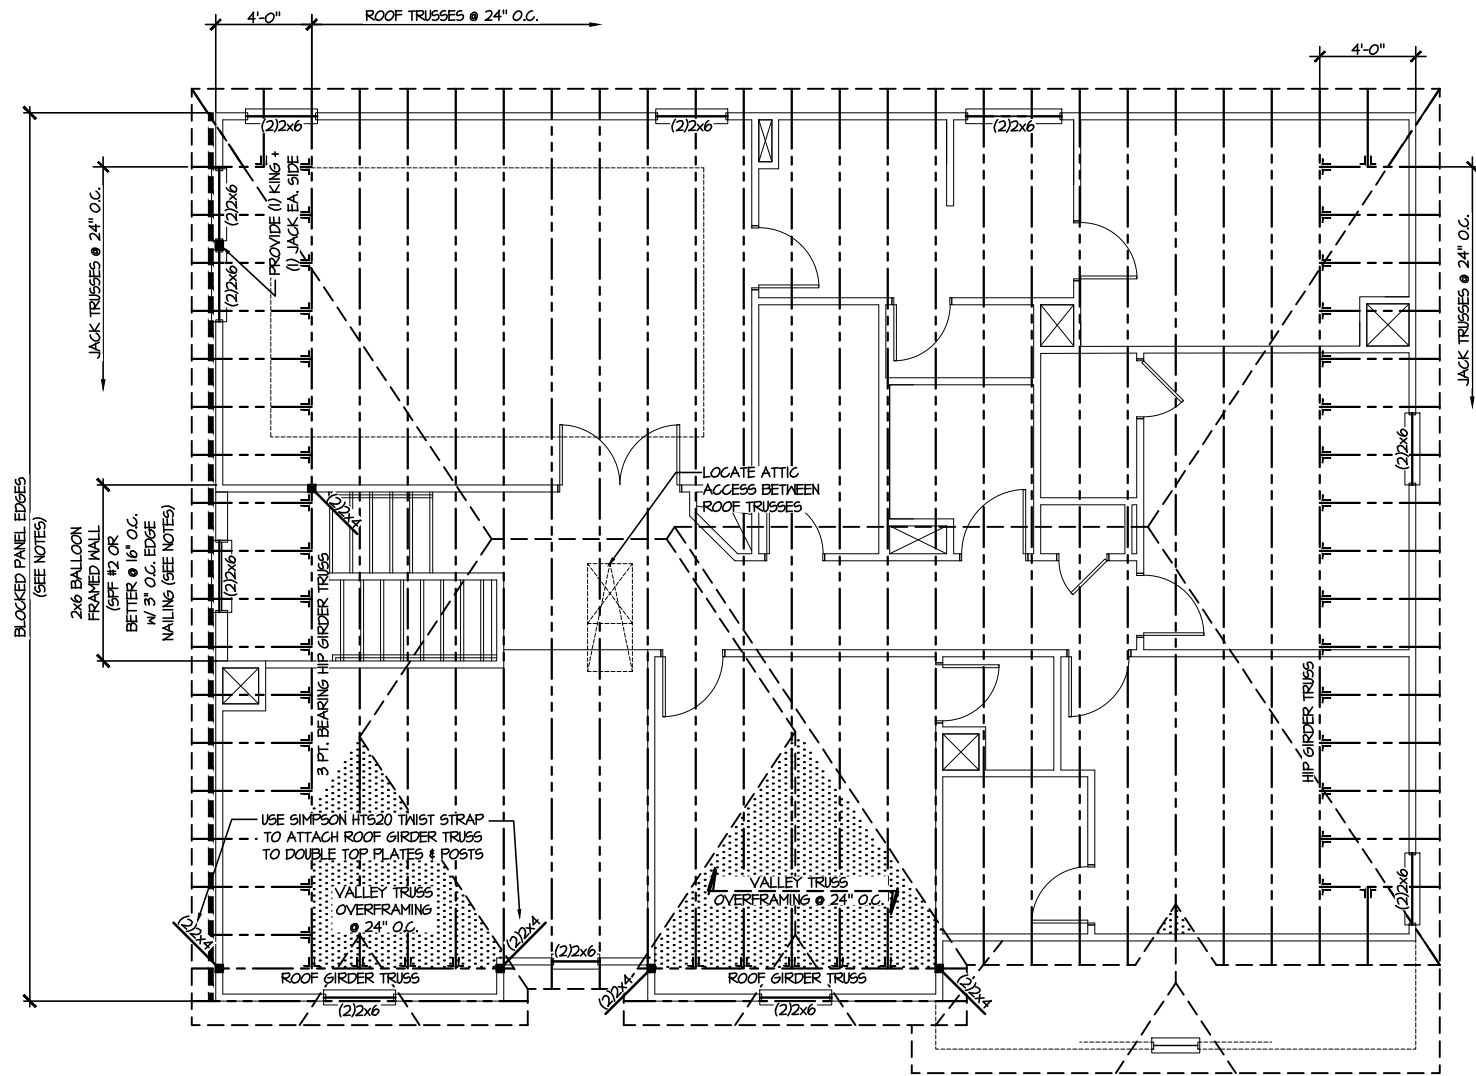 4'-0"
ROOF TRUSSES @ 24" O.C.
4'-0"
(2)2x6
(2)2x6
(2)2x6
JACK TRUSSES @ 24" O.C.
(2)2x6
(2)2x6
PROVIDE (1) KING +
(1) JACK EA. SIDE
JACK TRUSSES @ 24" O.C.
(2)2x6
LOCATE ATTIC
ACCESS BETWEEN
ROOF TRUSSES
(2)2x4
BLOCKED PANEL EDGES
(SEE NOTES)
2x6 BALLOON
FRAMED WALL
(SPF #2 OR
BETTER @ 16" O.C.
W/ 3" O.C. EDGE
NAILING (SEE NOTES)
(2)2x6
3 PT. BEARING HIP GIRDER TRUSS
HIP GIRDER TRUSS
USE SIMPSON HTS20 TWIST STRAP
TO ATTACH ROOF GIRDER TRUSS
TO DOUBLE TOP PLATES & POSTS
VALLEY TRUSS
OVERFRAMING
@ 24" O.C.
VALLEY TRUSS
OVERFRAMING @ 24" O.C.
(2)2x6
(2)2x4
(2)2x4
(2)2x6
ROOF GIRDER TRUSS
ROOF GIRDER TRUSS
(2)2x4
(2)2x4
(2)2x6
(2)2x6